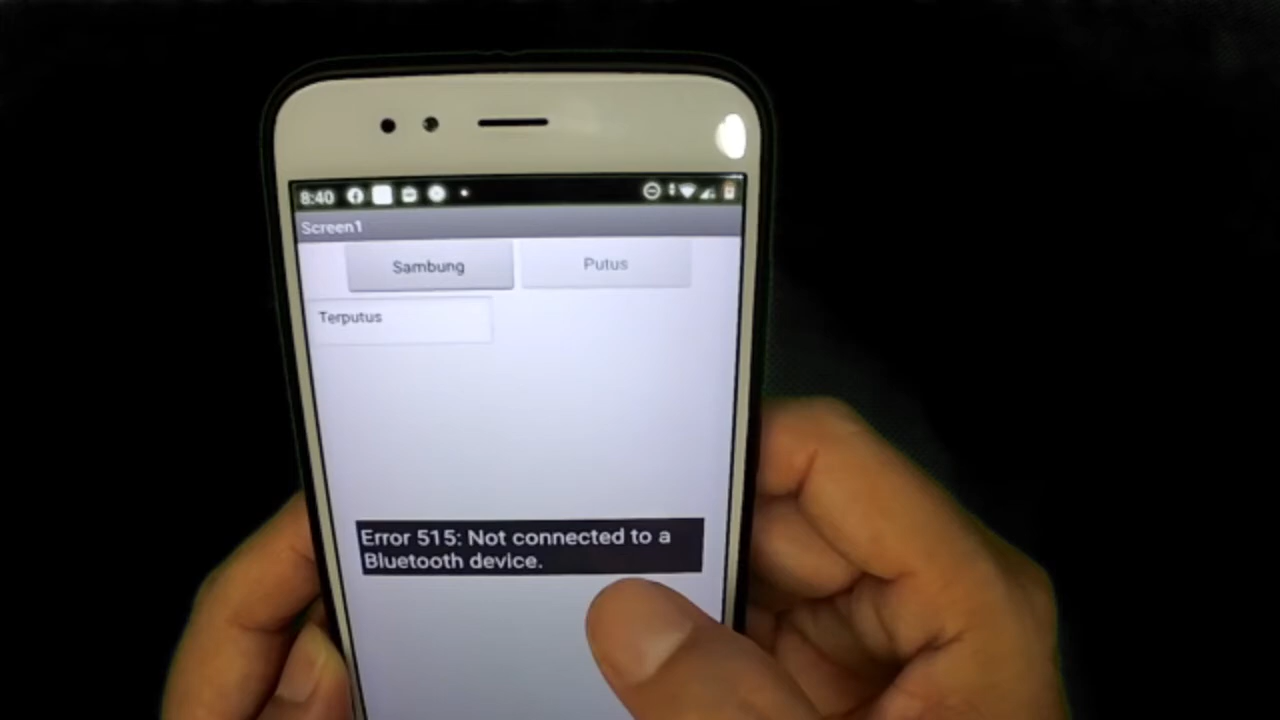 8:40
Screen1
Sambung Putus
Terputus
Error 515: Not connected to a
Bluetooth device.